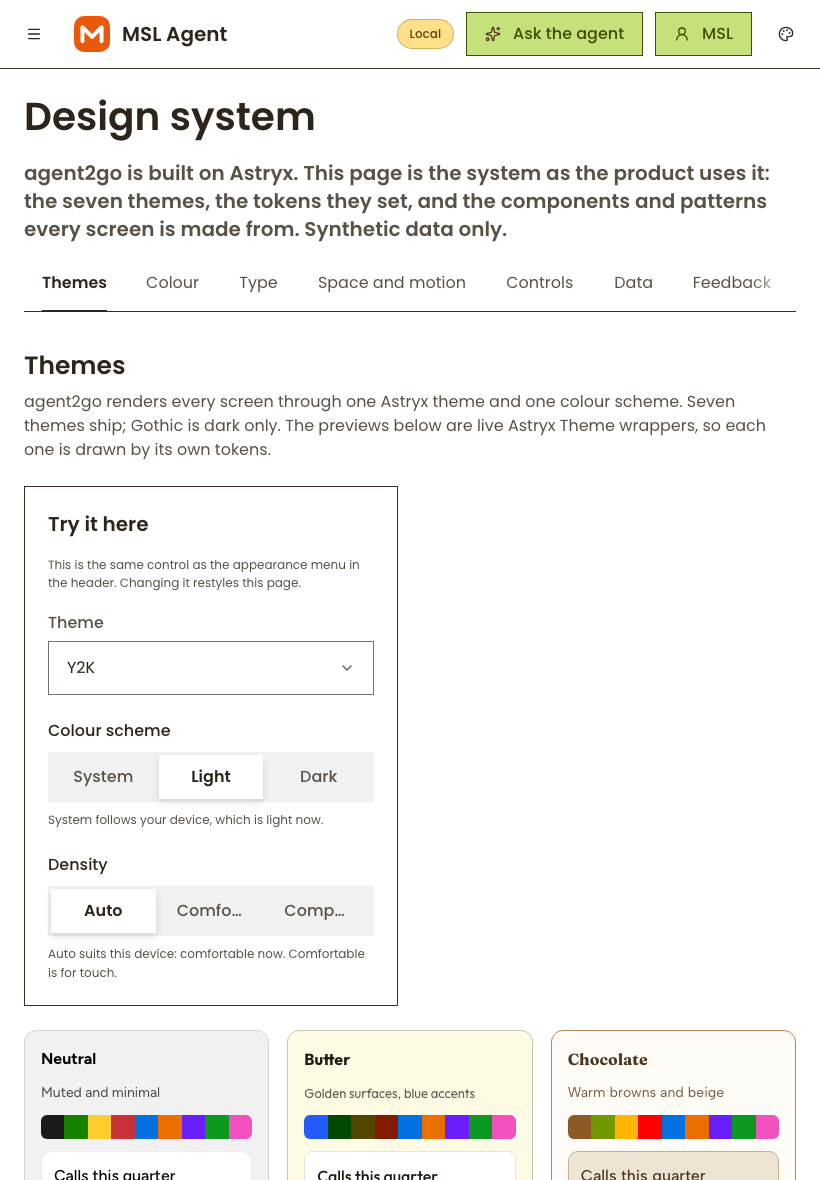 MSL Agent
Local
Ask the agent
MSL
Design system
agent2go is built on Astryx. This page is the system as the product uses it:
the seven themes, the tokens they set, and the components and patterns
every screen is made from. Synthetic data only.
Themes Colour Type Space and motion Controls Data Feedback
Themes
agent2go renders every screen through one Astryx theme and one colour scheme. Seven
themes ship; Gothic is dark only. The previews below are live Astryx Theme wrappers, so each
one is drawn by its own tokens.
Try it here
This is the same control as the appearance menu in
the header. Changing it restyles this page.
Theme
Y2K
Colour scheme
System Light Dark
System follows your device, which is light now.
Density
Auto Comfo... Comp...
Auto suits this device: comfortable now. Comfortable
is for touch.
Neutral
Muted and minimal
Calls this quarter
Butter
Golden surfaces, blue accents
Calls this quarter
Chocolate
Warm browns and beige
Calls this quarter